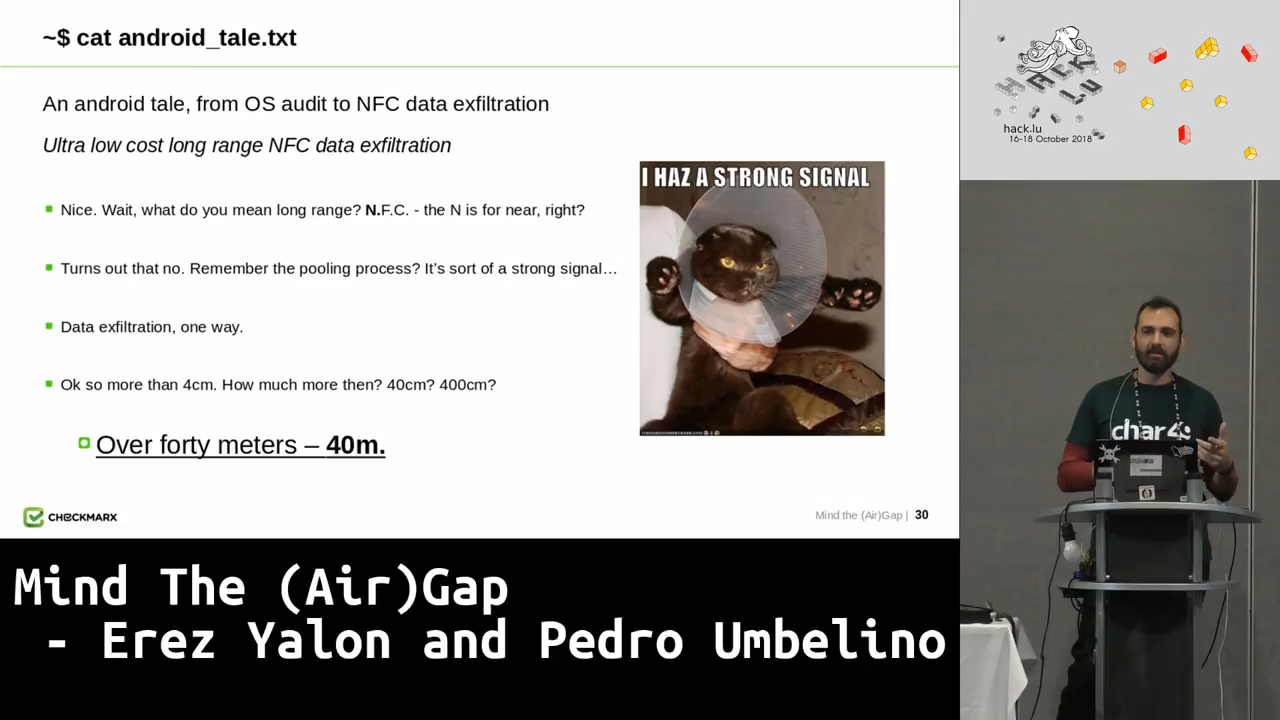 ~$ cat android_tale.txt
An android tale, from OS audit to NFC data exfiltration
Ultra low cost long range NFC data exfiltration
Nice. Wait, what do you mean long range? N.F.C. - the N is for near, right?
Turns out that no. Remember the pooling process? It’s sort of a strong signal…
Data exfiltration, one way.
Ok so more than 4cm. How much more then? 40cm? 400cm?
Over forty meters – 40m.
I HAZ A STRONG SIGNAL
CHECKMARX
Mind the (Air)Gap | 30
HACK
LU
hack.lu
16-18 October 2018
char49
Mind The (Air)Gap
- Erez Yalon and Pedro Umbelino